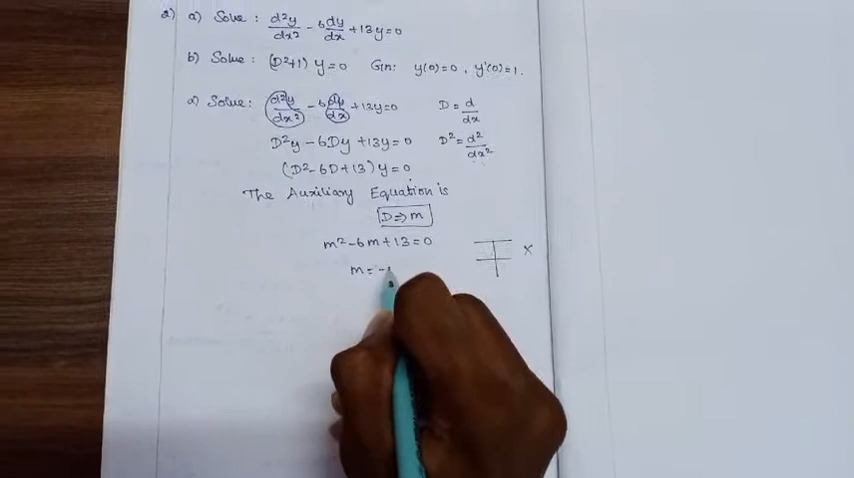 2) a) Solve : d²y/dx² - 6dy/dx + 13y = 0
b) Solve : (D²+1) y = 0 Gn: y(0) = 0 , y'(0) = 1.
a) Solve : d²y/dx² - 6dy/dx + 13y = 0 D = d/dx
D²y - 6Dy + 13y = 0 D² = d²/dx²
(D² - 6D + 13) y = 0
The Auxiliary Equation is
D ⇒ m
m² - 6m + 13 = 0 x
m = -